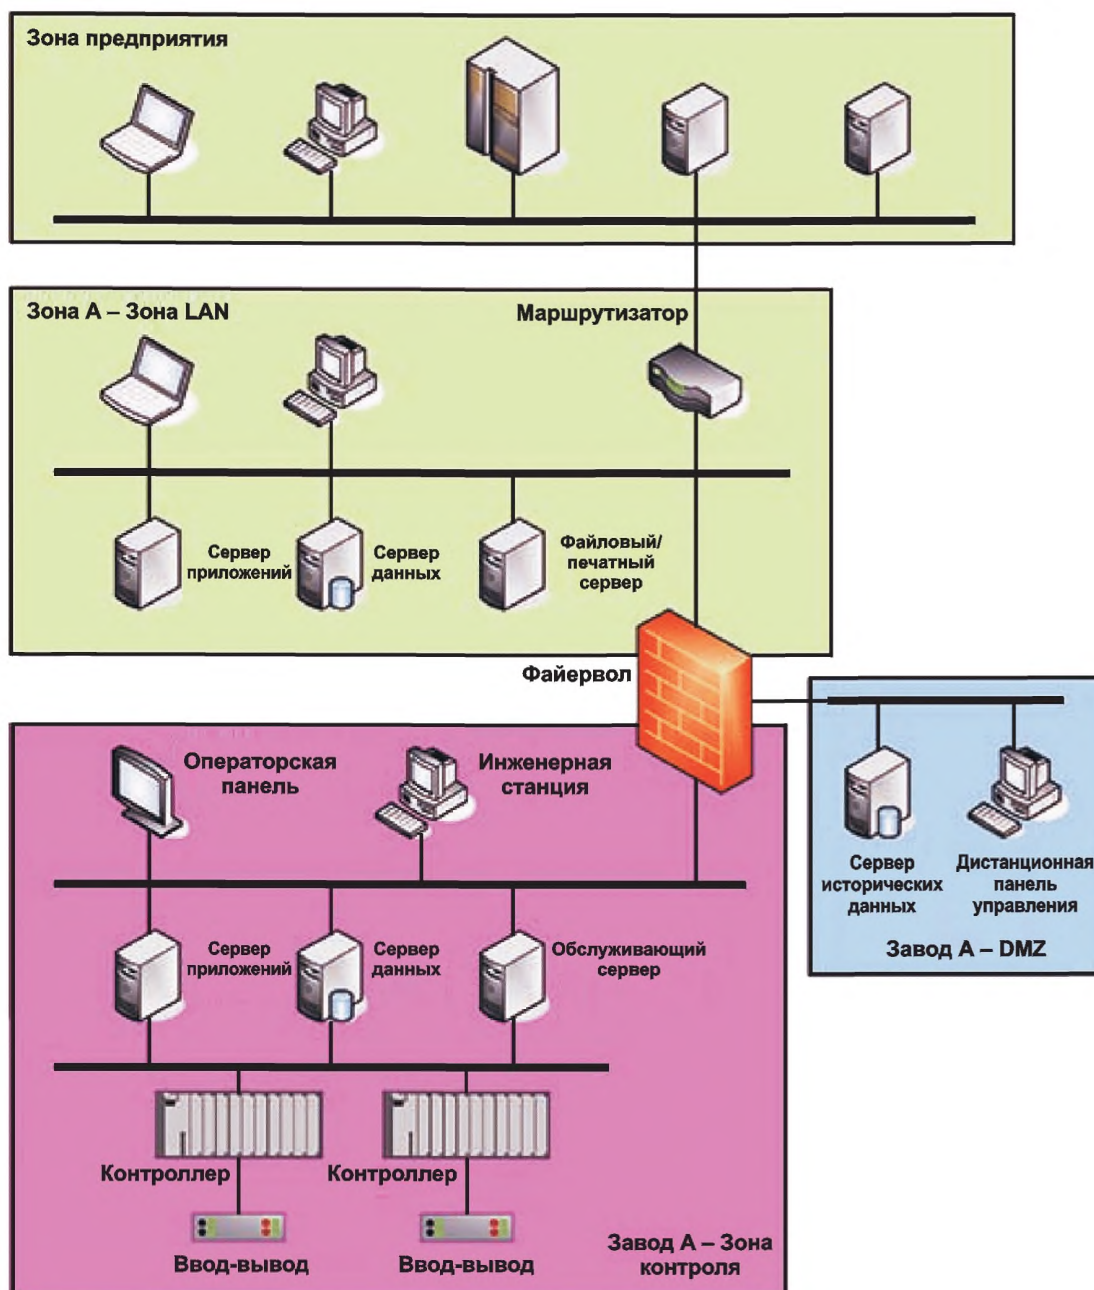 Зона предприятия
Зона А – Зона LAN
Маршрутизатор
Сервер
приложений
Сервер
данных
Файловый/
печатный
сервер
Файервол
Операторская
панель
Инженерная
станция
Сервер
исторических
данных
Дистанционная
панель
управления
Завод А – DMZ
Сервер
приложений
Сервер
данных
Обслуживающий
сервер
Контроллер
Контроллер
Ввод-вывод
Ввод-вывод
Завод А – Зона
контроля